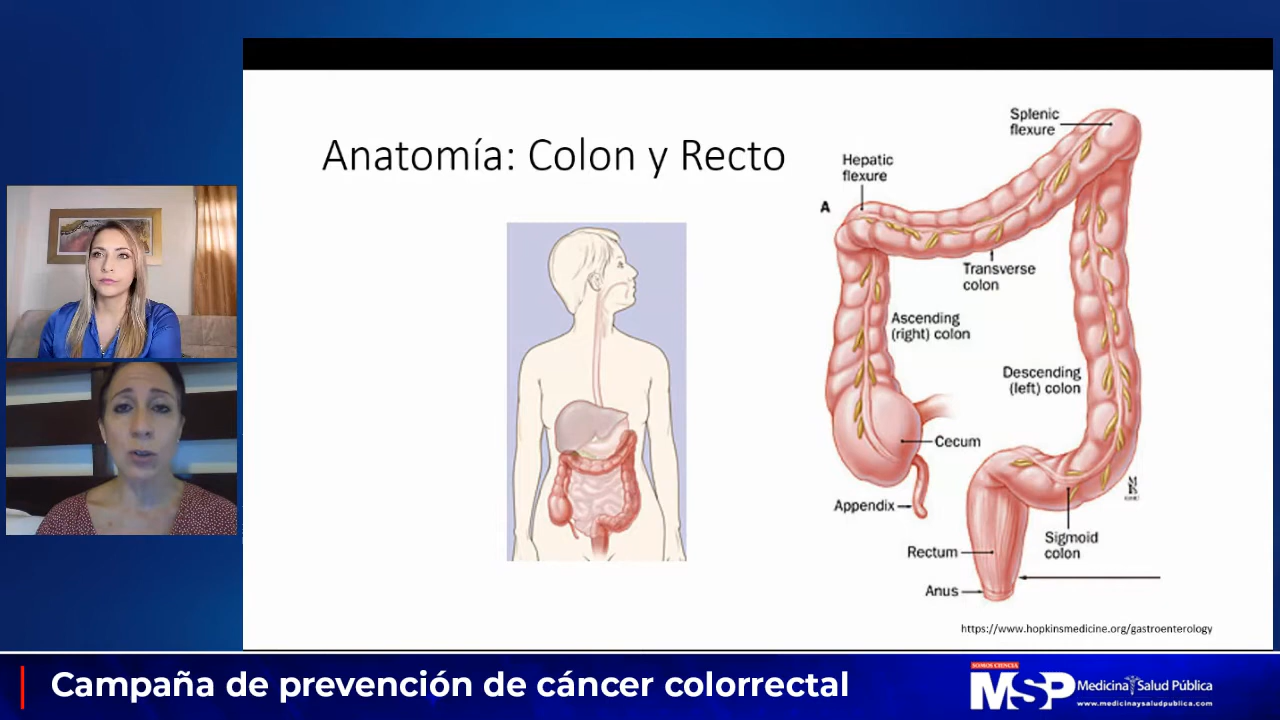 Anatomía: Colon y Recto
Splenic
flexure
Hepatic
flexure
A
Transverse
colon
Ascending
(right) colon
Descending
(left) colon
Cecum
Appendix
Sigmoid
colon
Rectum
Anus
https://www.hopkinsmedicine.org/gastroenterology
Campaña de prevención de cáncer colorrectal
SOMOS CIENCIA
MSP Medicina y Salud Pública
www.medicinaysaludpublica.com